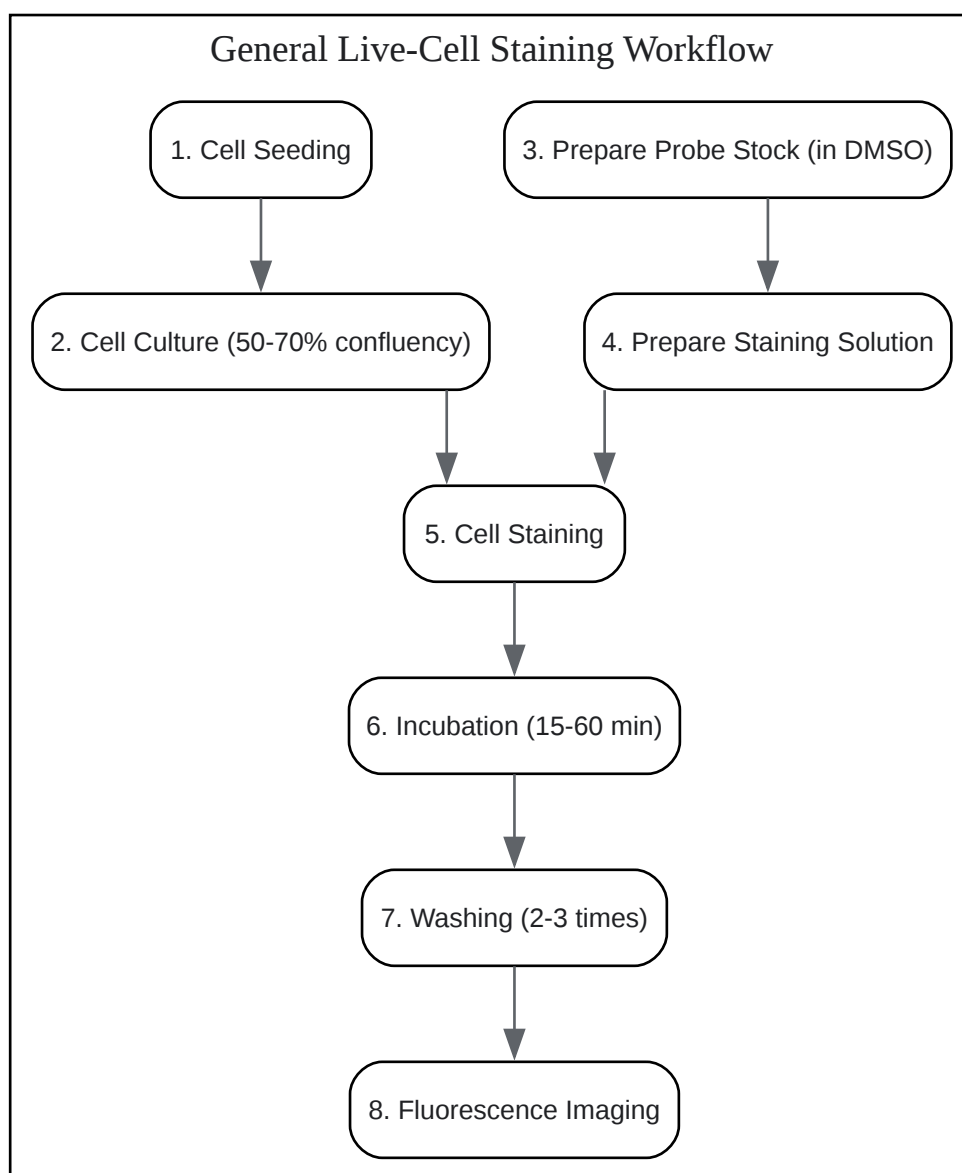 General Live-Cell Staining Workflow
1. Cell Seeding
3. Prepare Probe Stock (in DMSO)
2. Cell Culture (50-70% confluency)
4. Prepare Staining Solution
5. Cell Staining
6. Incubation (15-60 min)
7. Washing (2-3 times)
8. Fluorescence Imaging